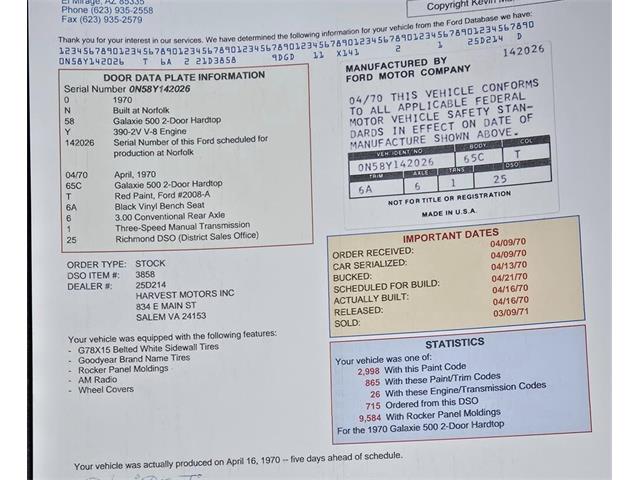 El Mirage, AZ 85335
Phone (623) 935-2558
Fax (623) 935-2579
Copyright Kevin
Thank you for your interest in our services. We have determined the following information for your vehicle from the Ford Database we have:
12345678901234567890123456789012345678901234567890123456789012345678901234567890
0N58Y142026 T 6A 2 21D3858 9DGD 11 X141 2 1 25D214 D
DOOR DATA PLATE INFORMATION
Serial Number 0N58Y142026
0 1970
N Built at Norfolk
58 Galaxie 500 2-Door Hardtop
Y 390-2V V-8 Engine
142026 Serial Number of this Ford scheduled for
production at Norfolk
04/70 April, 1970
65C Galaxie 500 2-Door Hardtop
T Red Paint, Ford #2008-A
6A Black Vinyl Bench Seat
6 3.00 Conventional Rear Axle
1 Three-Speed Manual Transmission
25 Richmond DSO (District Sales Office)
142026
MANUFACTURED BY
FORD MOTOR COMPANY
04/70 THIS VEHICLE CONFORMS
TO ALL APPLICABLE FEDERAL
MOTOR VEHICLE SAFETY STAN-
DARDS IN EFFECT ON DATE OF
MANUFACTURE SHOWN ABOVE.
VEH. IDENT. NO. BODY COL
0N58Y142026 65C T
TRIM AXLE TRNS DSO
6A 6 1 25
NOT FOR TITLE OR REGISTRATION
MADE IN U.S.A.
ORDER TYPE: STOCK
DSO ITEM #: 3858
DEALER #: 25D214
HARVEST MOTORS INC
834 E MAIN ST
SALEM VA 24153
Your vehicle was equipped with the following features:
- G78X15 Belted White Sidewall Tires
- Goodyear Brand Name Tires
- Rocker Panel Moldings
- AM Radio
- Wheel Covers
IMPORTANT DATES
ORDER RECEIVED: 04/09/70
CAR SERIALIZED: 04/09/70
BUCKED: 04/13/70
SCHEDULED FOR BUILD: 04/21/70
ACTUALLY BUILT: 04/16/70
RELEASED: 04/16/70
SOLD: 03/09/71
STATISTICS
Your vehicle was one of:
2,998 With this Paint Code
865 With these Paint/Trim Codes
26 With these Engine/Transmission Codes
715 Ordered from this DSO
9,584 With Rocker Panel Moldings
For the 1970 Galaxie 500 2-Door Hardtop
Your vehicle was actually produced on April 16, 1970 -- five days ahead of schedule.